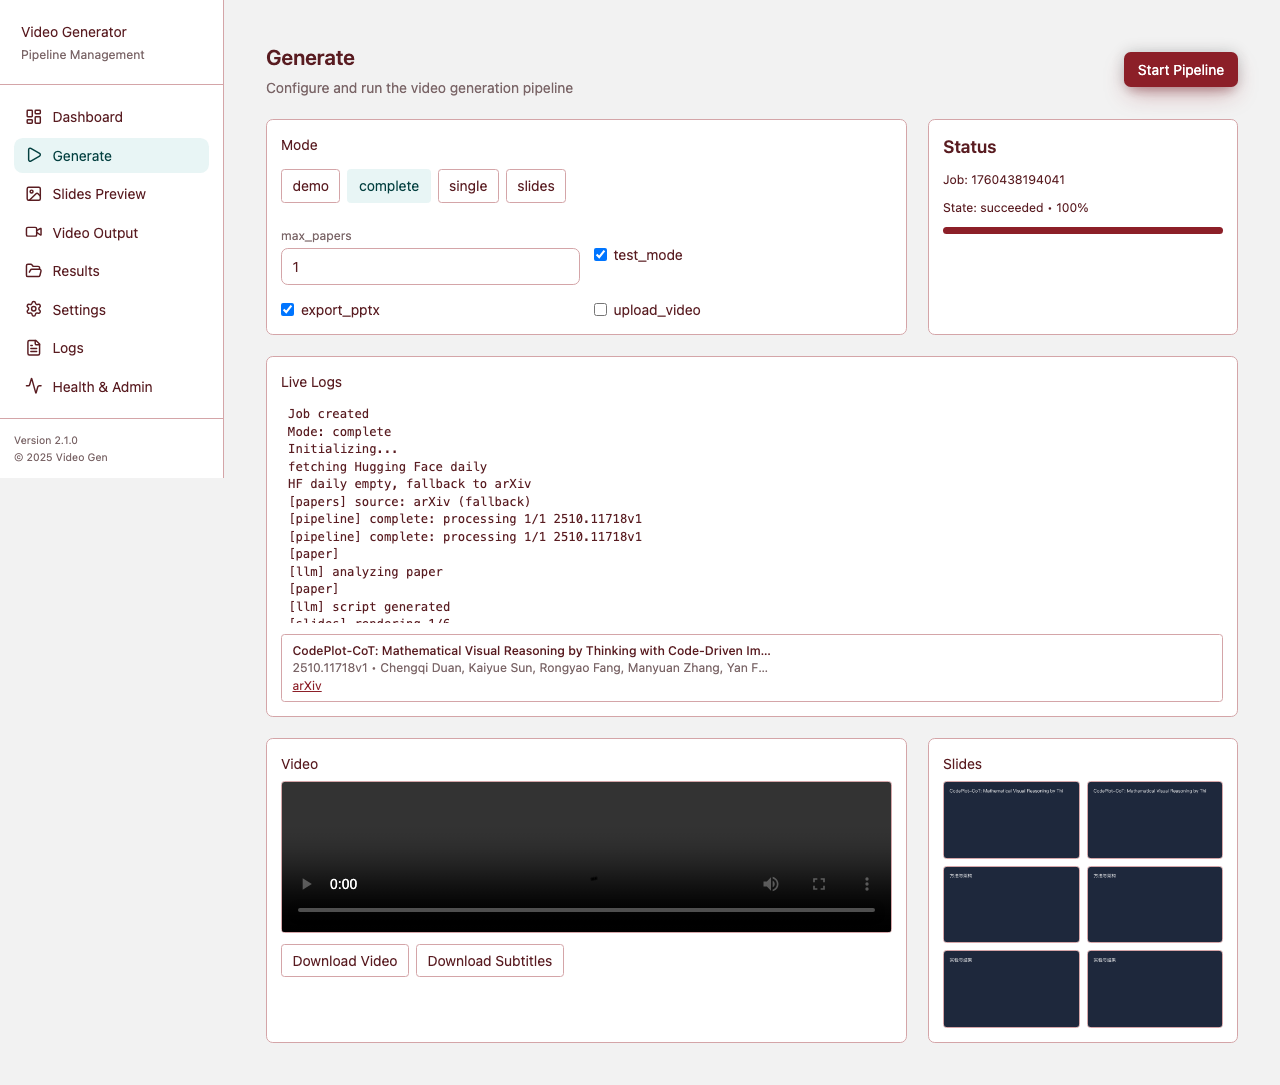 Video Generator
Pipeline Management
Dashboard
Generate
Slides Preview
Video Output
Results
Settings
Logs
Health & Admin
Version 2.1.0
© 2025 Video Gen
Generate
Configure and run the video generation pipeline
Start Pipeline
Mode
demo
complete
single
slides
max_papers
1
test_mode
export_pptx
upload_video
Status
Job: 1760438194041
State: succeeded • 100%
Live Logs
Job created
Mode: complete
Initializing...
fetching Hugging Face daily
HF daily empty, fallback to arXiv
[papers] source: arXiv (fallback)
[pipeline] complete: processing 1/1 2510.11718v1
[pipeline] complete: processing 1/1 2510.11718v1
[paper]
[llm] analyzing paper
[paper]
[llm] script generated
[slides] rendering 1/6
CodePlot-CoT: Mathematical Visual Reasoning by Thinking with Code-Driven Im...
2510.11718v1 • Chengqi Duan, Kaiyue Sun, Rongyao Fang, Manyuan Zhang, Yan F...
arXiv
Video
0:00
Download Video
Download Subtitles
Slides
CodePlot-CoT: Mathematical Visual Reasoning by Thi
CodePlot-CoT: Mathematical Visual Reasoning by Thi